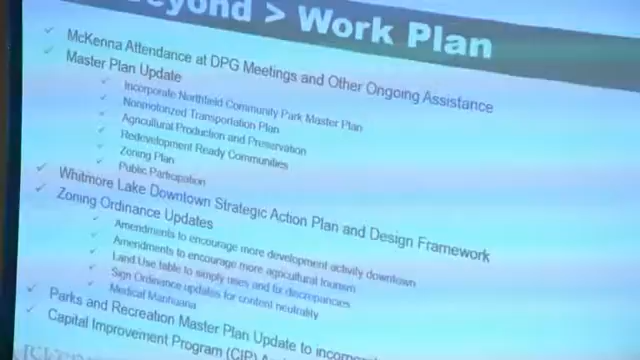 yond > Work Plan
McKenna Attendance at DPG Meetings and Other Ongoing Assistance
Master Plan Update
Incorporate Northfield Community Park Master Plan
Nonmotorized Transportation Plan
Agricultural Production and Preservation
Redevelopment Ready Communities
Zoning Plan
Public Participation
Whitmore Lake Downtown Strategic Action Plan and Design Framework
Zoning Ordinance Updates
Amendments to encourage more development activity downtown
Amendments to encourage more agricultural tourism
Land Use table to simply uses and fix discrepancies
Sign Ordinance updates for content neutrality
Medical Marihuana
Parks and Recreation Master Plan Update to incorpo
Capital Improvement Program (CIP)